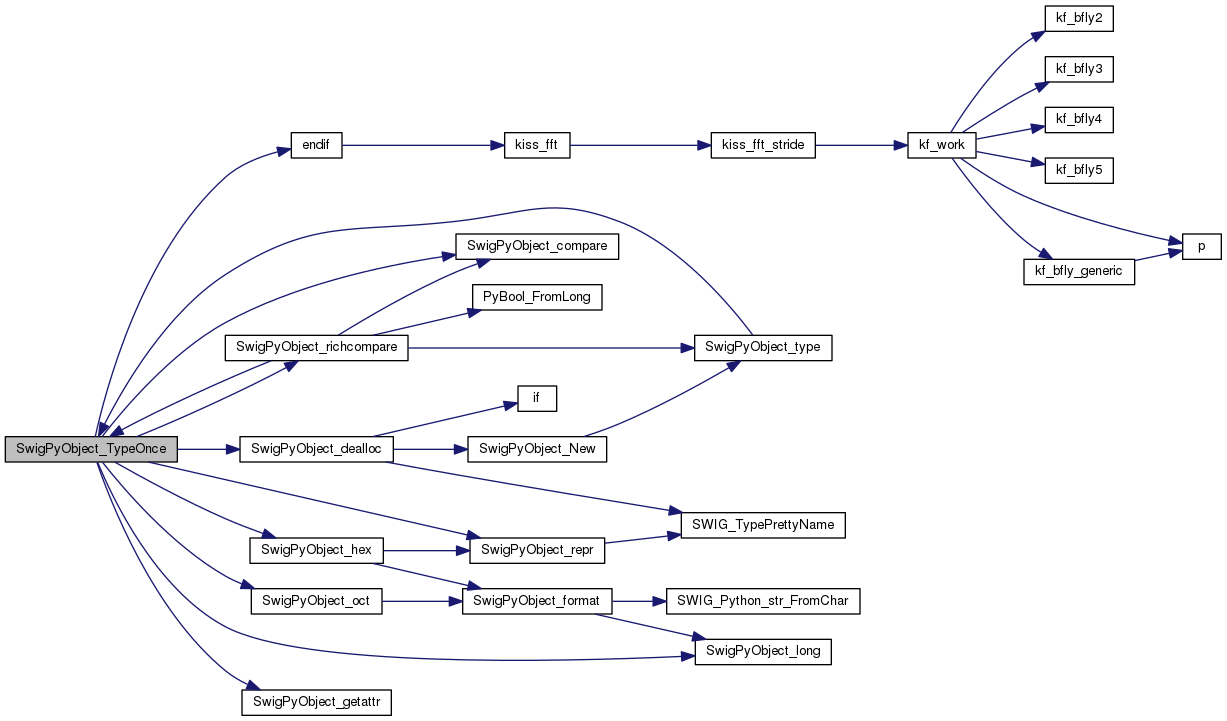 kf_bfly2
kf_bfly3
kf_bfly4
endif
kiss_fft
kiss_fft_stride
kf_work
kf_bfly5
SwigPyObject_compare
p
kf_bfly_generic
PyBool_FromLong
SwigPyObject_richcompare
SwigPyObject_type
if
SwigPyObject_TypeOnce
SwigPyObject_dealloc
SwigPyObject_New
SWIG_TypePrettyName
SwigPyObject_hex
SwigPyObject_repr
SwigPyObject_oct
SwigPyObject_format
SWIG_Python_str_FromChar
SwigPyObject_long
SwigPyObject_getattr